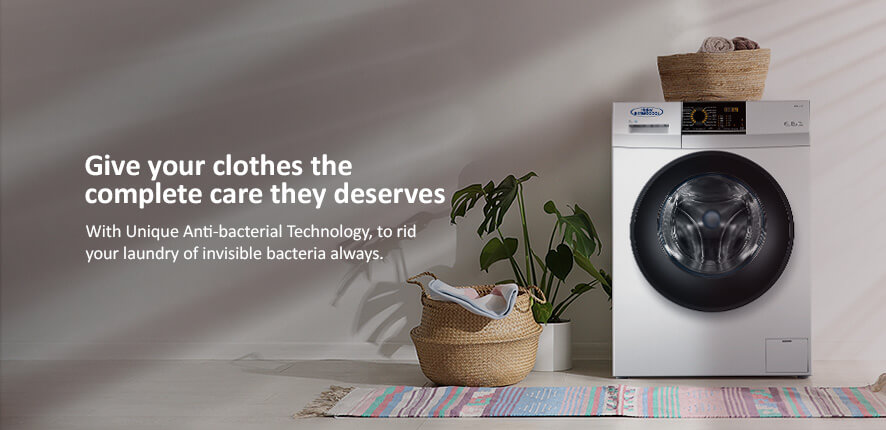 Give your clothes the
complete care they deserves
With Unique Anti-bacterial Technology, to rid
your laundry of invisible bacteria always.